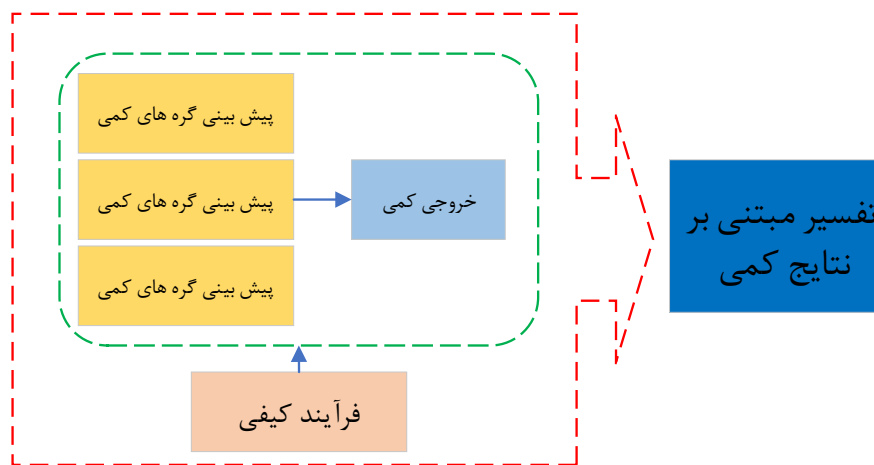 پیش بینی گره های کمی
پیش بینی گره های کمی
خروجی کمی
پیش بینی گره های کمی
فرآیند کیفی
تفسیر مبتنی بر
نتایج کمی